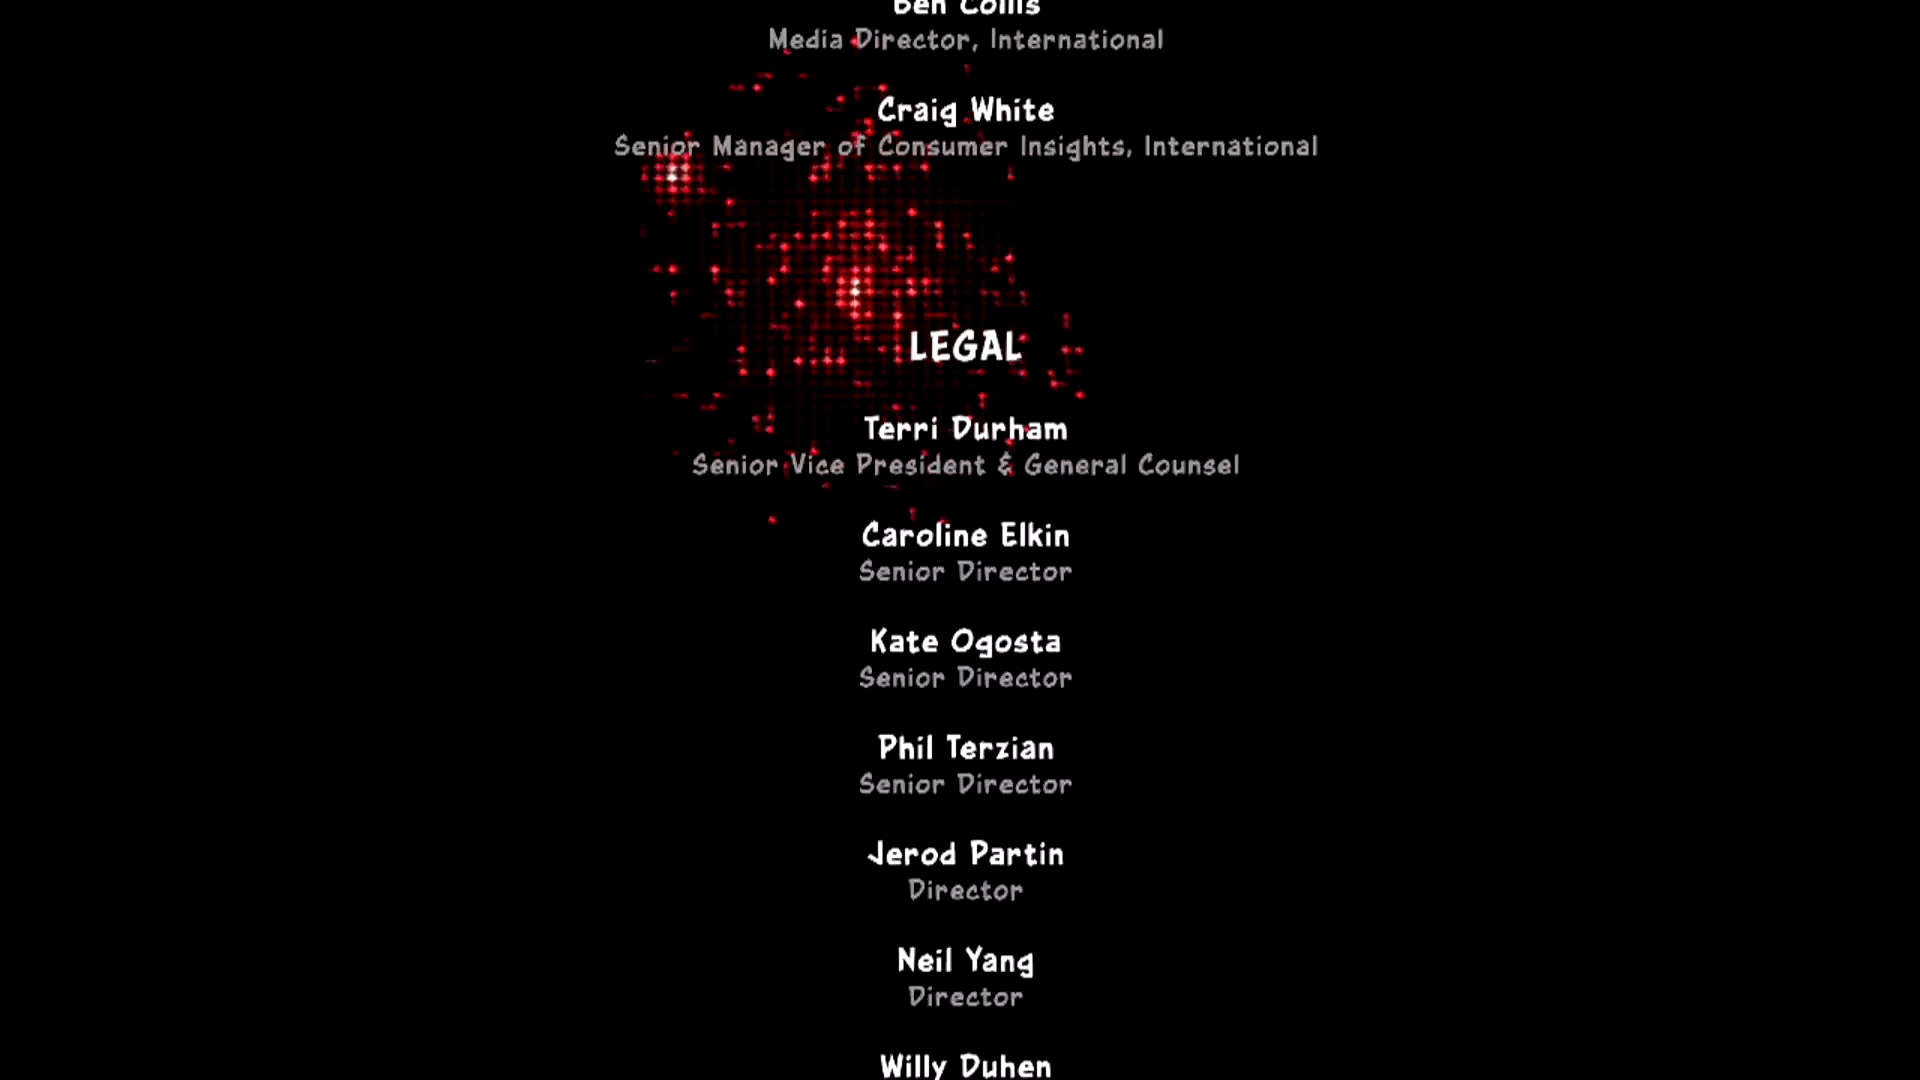 Ben Collis
Media Director, International
Craig White
Senior Manager of Consumer Insights, International
LEGAL
Terri Durham
Senior Vice President & General Counsel
Caroline Elkin
Senior Director
Kate Ogosta
Senior Director
Phil Terzian
Senior Director
Jerod Partin
Director
Neil Yang
Director
Willy Duhen